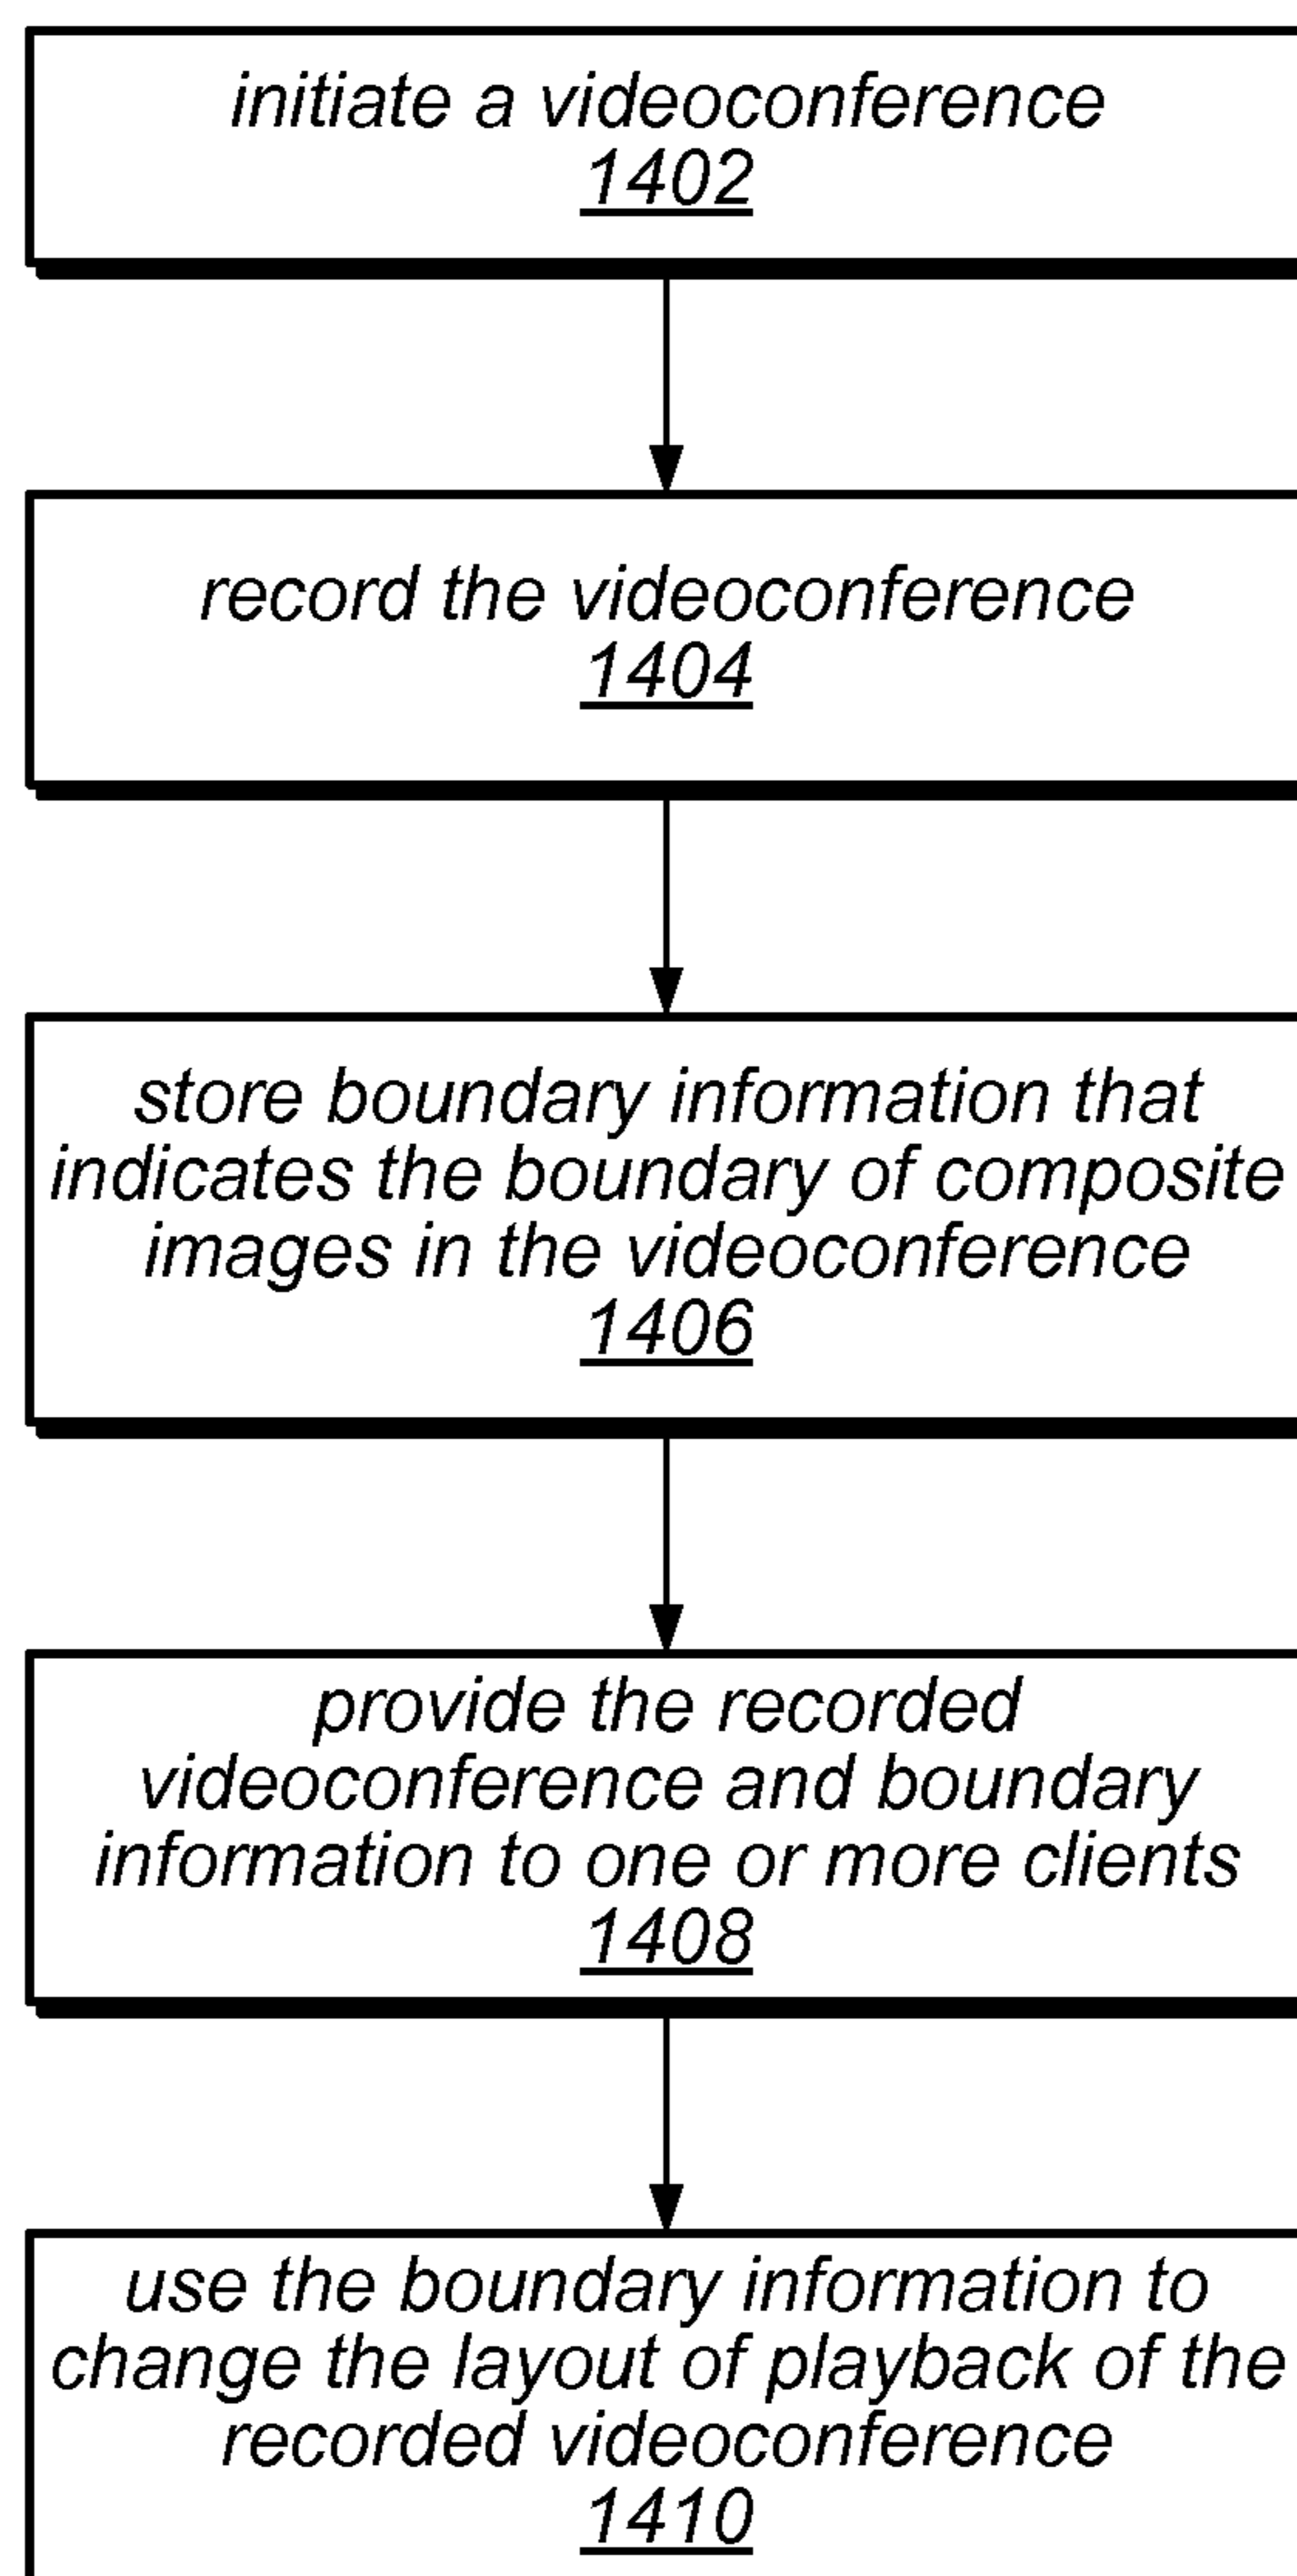 initiate a videoconference
1402
record the videoconference
1404
store boundary information that
indicates the boundary of composite
images in the videoconference
1406
provide the recorded
videoconference and boundary
information to one or more clients
1408
use the boundary information to
change the layout of playback of the
recorded videoconference
1410